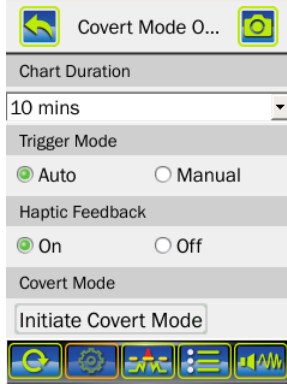 Covert Mode O...
Chart Duration
10 mins
Trigger Mode
Auto Manual
Haptic Feedback
On Off
Covert Mode
Initiate Covert Mode